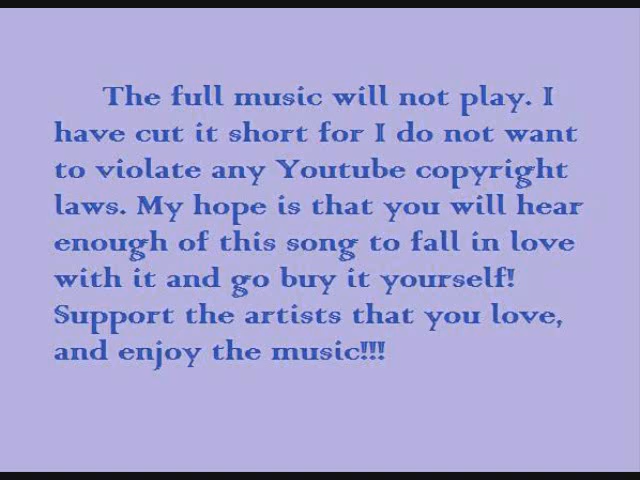 The full music will not play. I
have cut it short for I do not want
to violate any Youtube copyright
laws. My hope is that you will hear
enough of this song to fall in love
with it and go buy it yourself!
Support the artists that you love,
and enjoy the music!!!